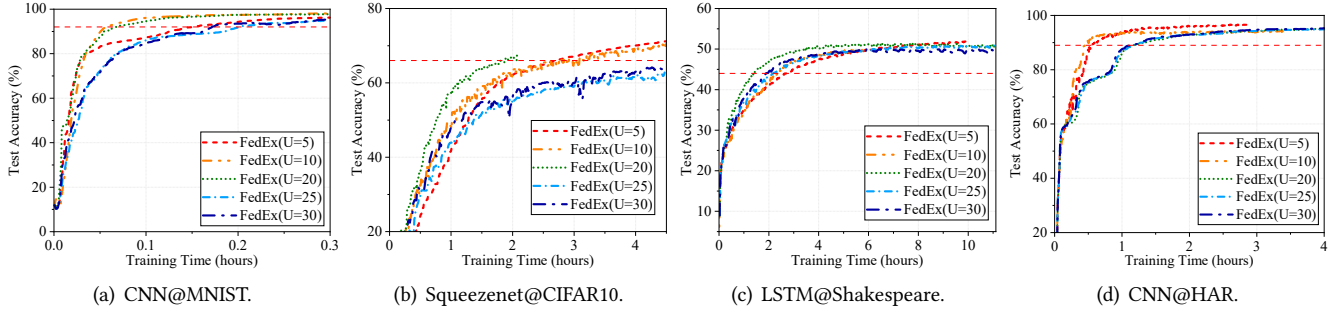 Test Accuracy (%)
100
80
60
40
20
0
0.0
0.1
0.2
0.3
Training Time (hours)
FedEx(U=5)
FedEx(U=10)
FedEx(U=20)
FedEx(U=25)
FedEx(U=30)
(a) CNN@MNIST.
Test Accuracy (%)
80
60
40
20
0
1
2
3
4
Training Time (hours)
FedEx(U=5)
FedEx(U=10)
FedEx(U=20)
FedEx(U=25)
FedEx(U=30)
(b) Squeezenet@CIFAR10.
Test Accuracy (%)
60
50
40
30
20
10
0
2
4
6
8
10
Training Time (hours)
FedEx(U=5)
FedEx(U=10)
FedEx(U=20)
FedEx(U=25)
FedEx(U=30)
(c) LSTM@Shakespeare.
Test Accuracy (%)
100
80
60
40
20
0
1
2
3
4
Training Time (hours)
FedEx(U=5)
FedEx(U=10)
FedEx(U=20)
FedEx(U=25)
FedEx(U=30)
(d) CNN@HAR.